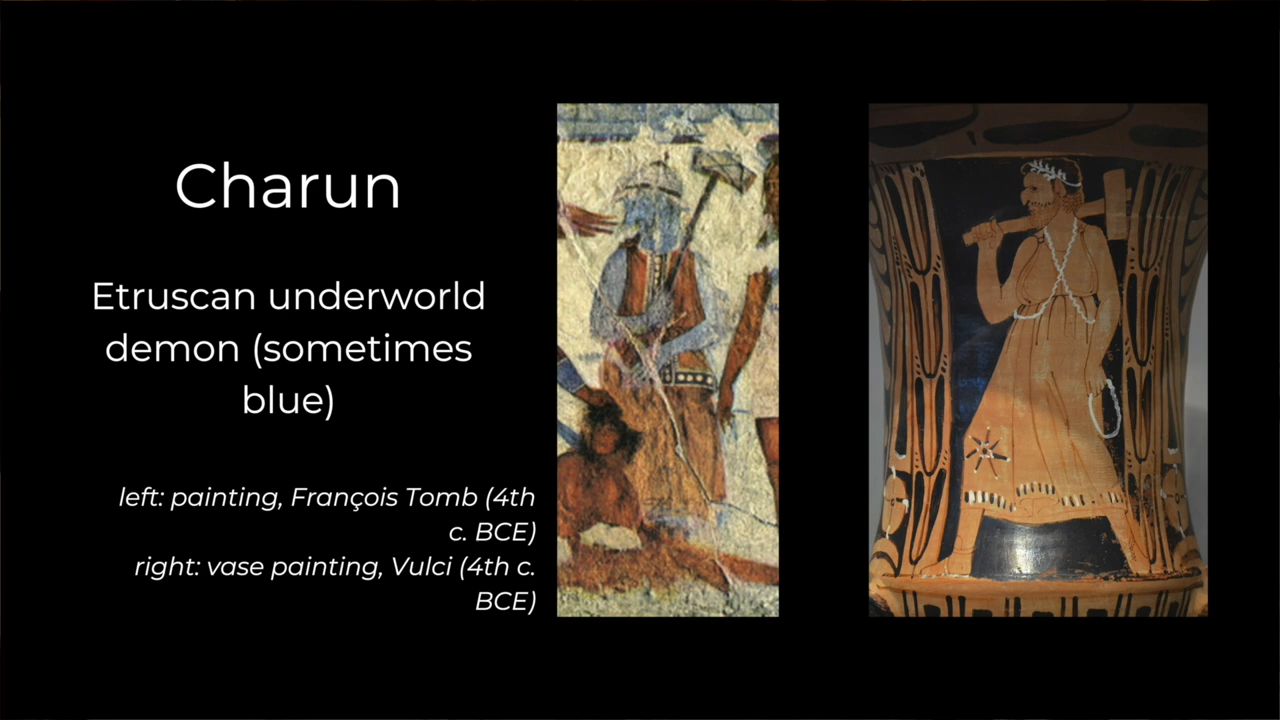 Charun
Etruscan underworld
demon (sometimes
blue)
left: painting, François Tomb (4th
c. BCE)
right: vase painting, Vulci (4th c.
BCE)